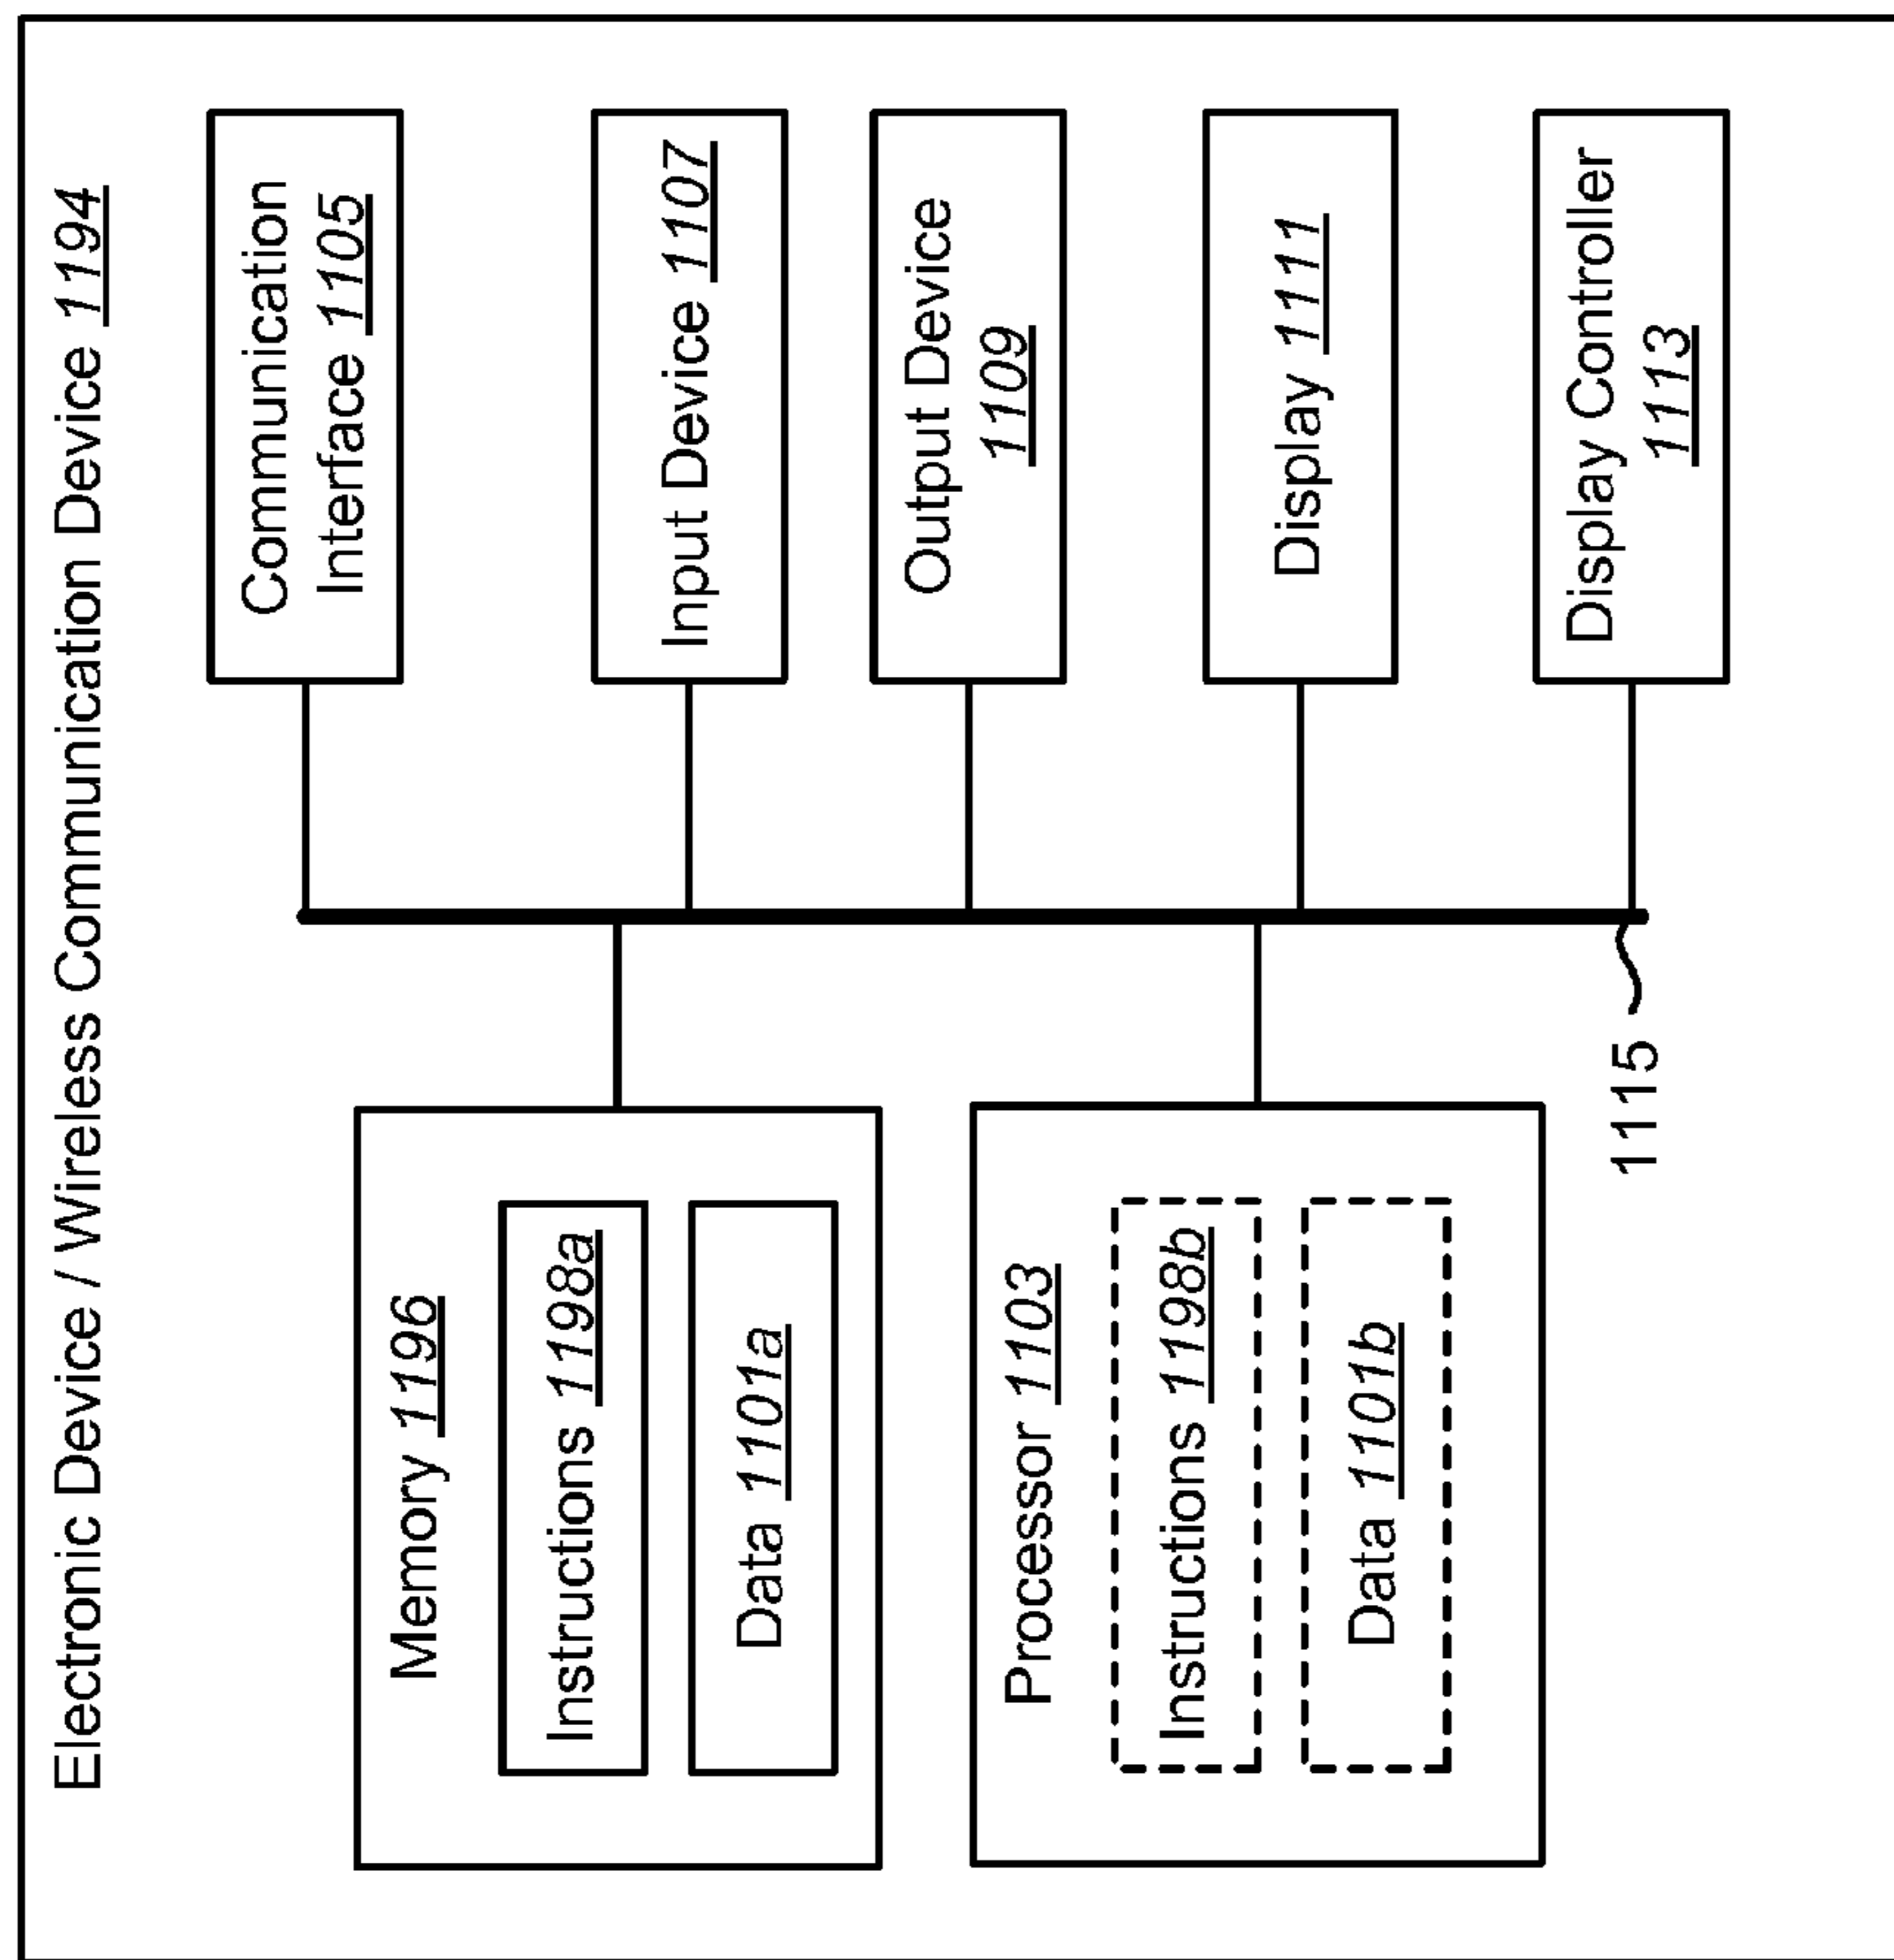 Electronic Device / Wireless Communication Device 1194
Memory 1196
Instructions 1198a
Data 1101a
Processor 1103
Instructions 1198b
Data 1101b
1115
Communication
Interface 1105
Input Device 1107
Output Device
1109
Display 1111
Display Controller
1113